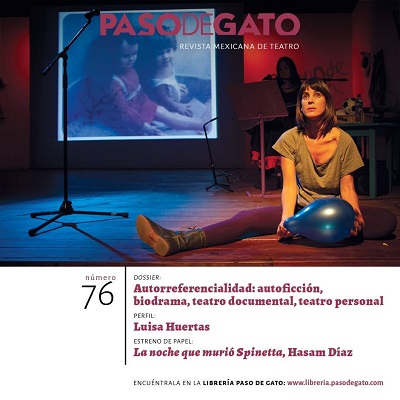 PASODEGATO
REVISTA MEXICANA DE TEATRO
número
76
DOSSIER:
Autorreferencialidad: autoficción,
biodrama, teatro documental, teatro personal
PERFIL:
Luisa Huertas
ESTRENO DE PAPEL:
La noche que murió Spinetta, Hasam Díaz
ENCUÉNTRALA EN LA LIBRERÍA PASO DE GATO: www.libreria.pasodegato.com